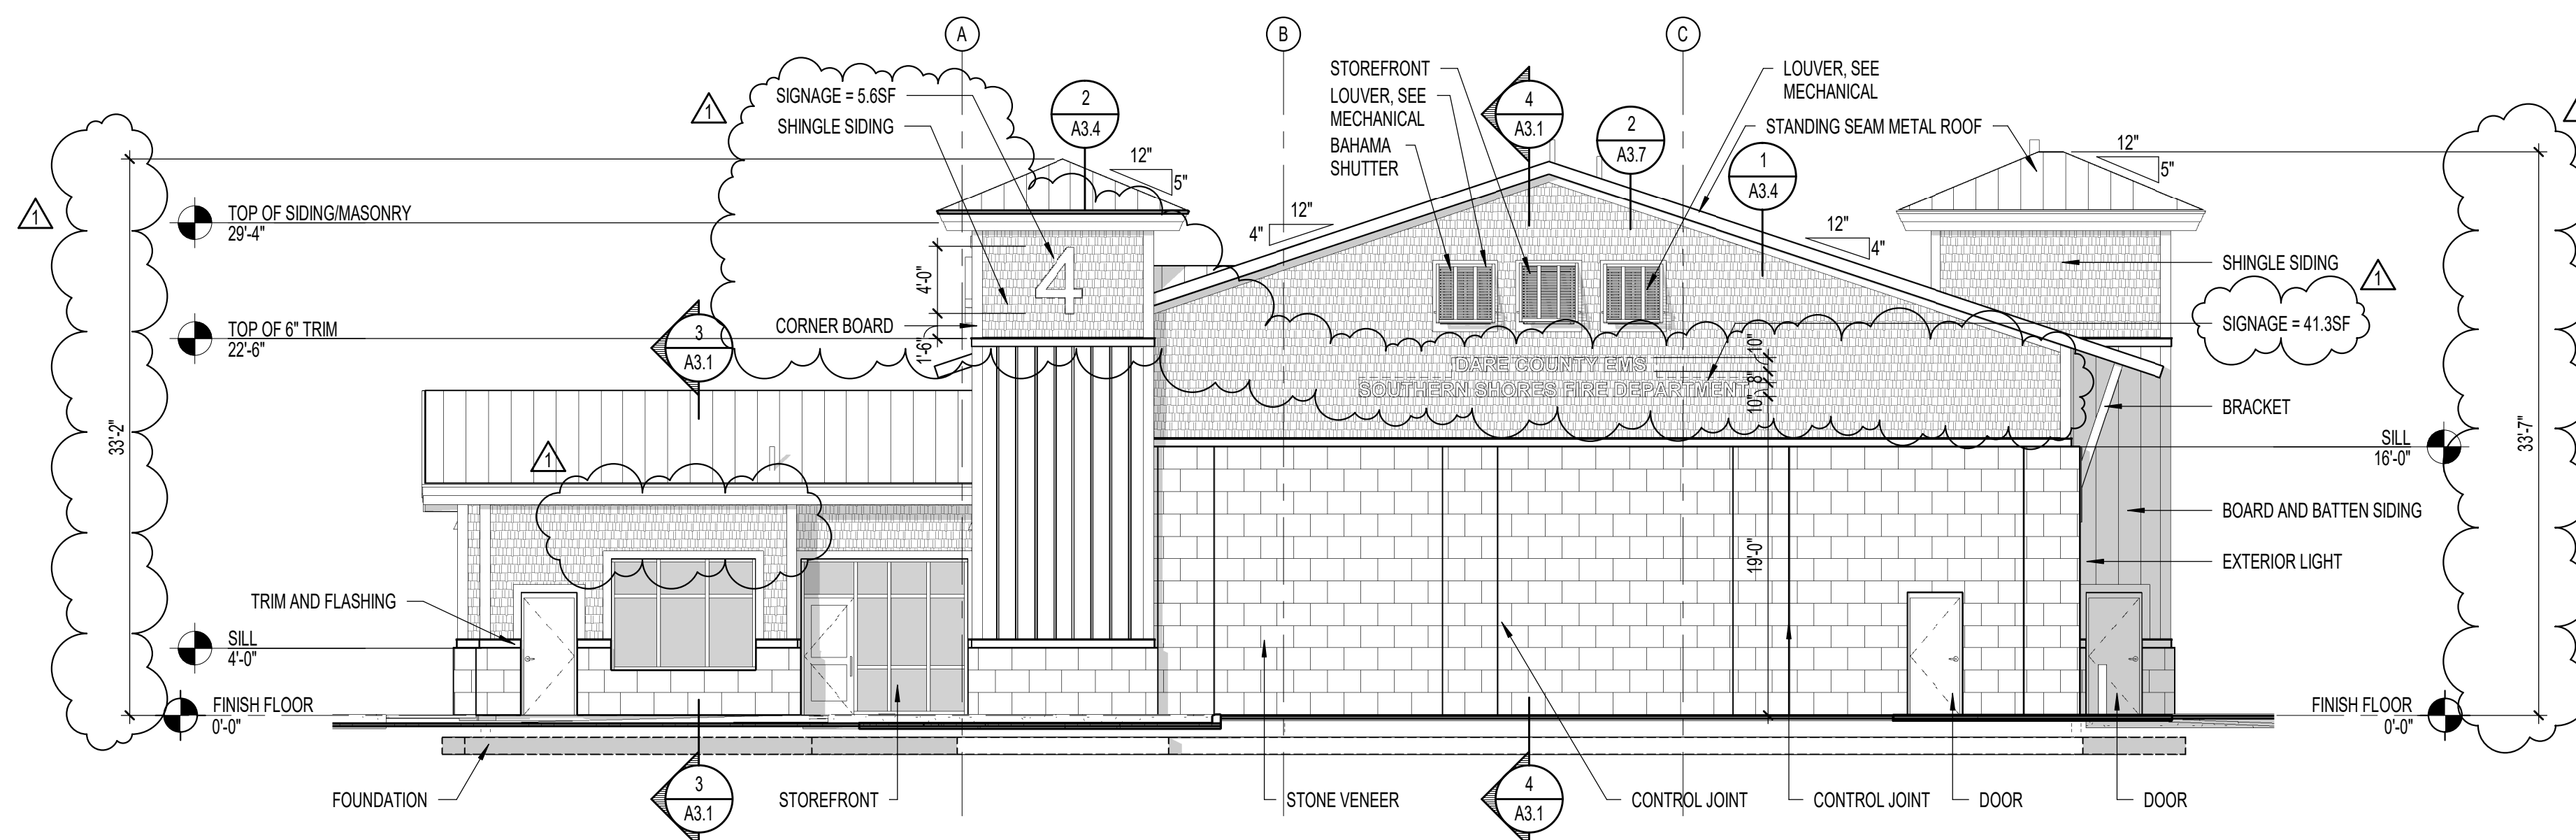 A
B
C
1
SIGNAGE = 5.6SF
SHINGLE SIDING
2
A3.4
12"
5"
STOREFRONT
LOUVER, SEE
MECHANICAL
BAHAMA
SHUTTER
4
A3.1
2
A3.7
1
A3.4
LOUVER, SEE
MECHANICAL
STANDING SEAM METAL ROOF
12"
5"
1
TOP OF SIDING/MASONRY
29'-4"
12"
4"
12"
4"
4'-0"
4
SHINGLE SIDING
1
SIGNAGE = 41.3SF
TOP OF 6" TRIM
22'-6"
CORNER BOARD
3
A3.1
1'-6"
DARE COUNTY EMS
SOUTHERN SHORES FIRE DEPARTMENT
10"
8"
10"
BRACKET
33'-2"
33'-7"
SILL
16'-0"
1
BOARD AND BATTEN SIDING
19'-0"
EXTERIOR LIGHT
TRIM AND FLASHING
SILL
4'-0"
FINISH FLOOR
0'-0"
FINISH FLOOR
0'-0"
FOUNDATION
3
A3.1
STOREFRONT
STONE VENEER
4
A3.1
CONTROL JOINT
CONTROL JOINT
DOOR
DOOR